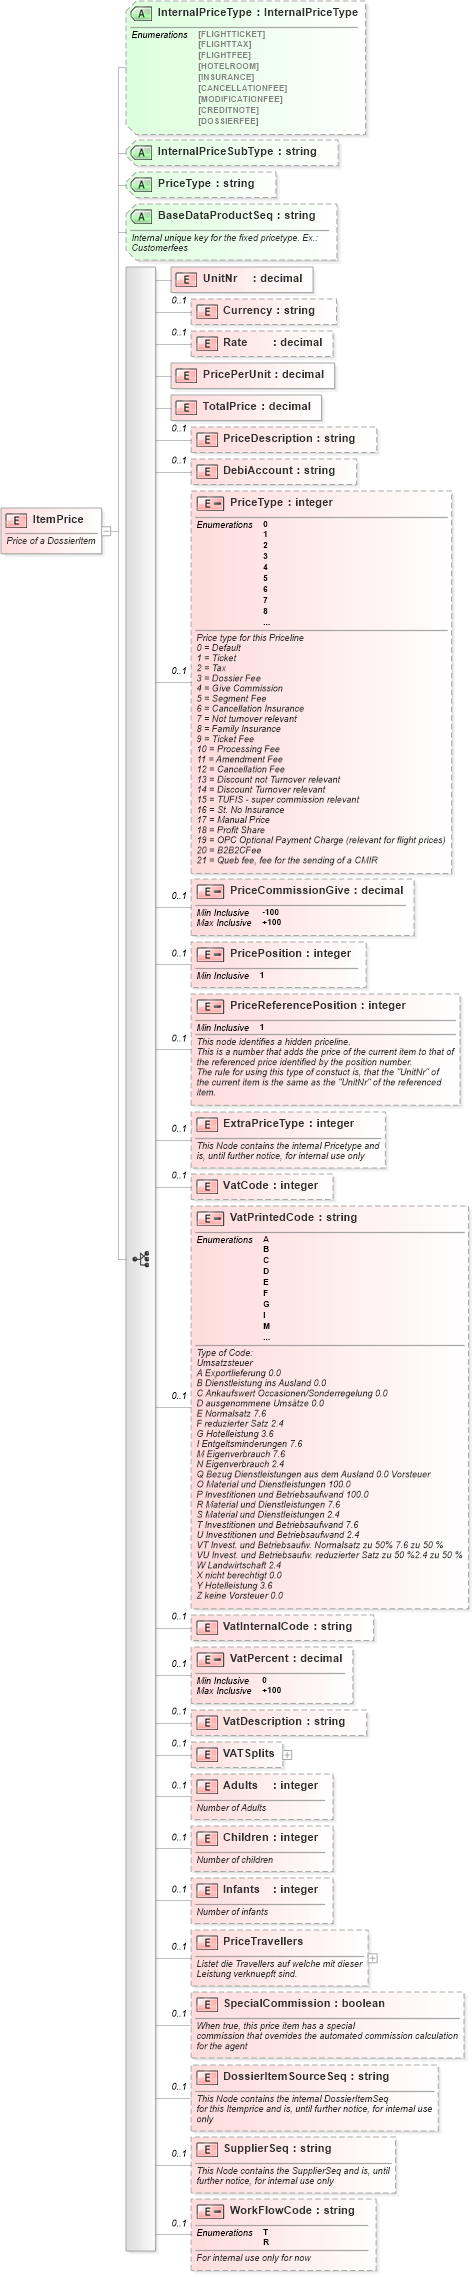 A InternalPriceType : InternalPriceType
Enumerations [FLIGHTTICKET]
[FLIGHTTAX]
[FLIGHTFEE]
[HOTELROOM]
[INSURANCE]
[CANCELLATIONFEE]
[MODIFICATIONFEE]
[CREDITNOTE]
[DOSSIERFEE]
A InternalPriceSubType : string
A PriceType : string
A BaseDataProductSeq : string
Internal unique key for the fixed pricetype. Ex.:
Customerfees
E ItemPrice
Price of a DossierItem
E UnitNr : decimal
0..1
E Currency : string
0..1
E Rate : decimal
E PricePerUnit : decimal
E TotalPrice : decimal
0..1
E PriceDescription : string
0..1
E DebiAccount : string
0..1
E PriceType : integer
Enumerations 0
1
2
3
4
5
6
7
8
...
Price type for this Priceline
0 = Default
1 = Ticket
2 = Tax
3 = Dossier Fee
4 = Give Commission
5 = Segment Fee
6 = Cancellation Insurance
7 = Not turnover relevant
8 = Family Insurance
9 = Ticket Fee
10 = Processing Fee
11 = Amendment Fee
12 = Cancellation Fee
13 = Discount not Turnover relevant
14 = Discount Turnover relevant
15 = TUFIS - super commission relevant
16 = St. No Insurance
17 = Manual Price
18 = Profit Share
19 = OPC Optional Payment Charge (relevant for flight prices)
20 = B2B2CFee
21 = Queb fee, fee for the sending of a CMIR
0..1
E PriceCommissionGive : decimal
Min Inclusive -100
Max Inclusive +100
0..1
E PricePosition : integer
Min Inclusive 1
0..1
E PriceReferencePosition : integer
Min Inclusive 1
This node identifies a hidden priceline.
This is a number that adds the price of the current item to that of
the referenced price identified by the position number.
The rule for using this type of constuct is, that the "UnitNr" of
the current item is the same as the "UnitNr" of the referenced
item.
0..1
E ExtraPriceType : integer
This Node contains the internal Pricetype and
is, until further notice, for internal use only
0..1
E VatCode : integer
0..1
E VatPrintedCode : string
Enumerations A
B
C
D
E
F
G
I
M
...
Type of Code:
Umsatzsteuer
A Exportlieferung 0.0
B Dienstleistung ins Ausland 0.0
C Ankaufswert Occasionen/Sonderregelung 0.0
D ausgenommene Umsätze 0.0
E Normalsatz 7.6
F reduzierter Satz 2.4
G Hotelleistung 3.6
I Entgeltsminderungen 7.6
M Eigenverbrauch 7.6
N Eigenverbrauch 2.4
Q Bezug Dienstleistungen aus dem Ausland 0.0 Vorsteuer
O Material und Dienstleistungen 100.0
P Investitionen und Betriebsaufwand 100.0
R Material und Dienstleistungen 7.6
S Material und Dienstleistungen 2.4
T Investitionen und Betriebsaufwand 7.6
U Investitionen und Betriebsaufwand 2.4
VT Invest. und Betriebsaufw. Normalsatz zu 50% 7.6 zu 50 %
VU Invest. und Betriebsaufw. reduzierter Satz zu 50 %2.4 zu 50 %
W Landwirtschaft 2.4
X nicht berechtigt 0.0
Y Hotelleistung 3.6
Z keine Vorsteuer 0.0
0..1
E VatInternalCode : string
0..1
E VatPercent : decimal
Min Inclusive 0
Max Inclusive +100
0..1
E VatDescription : string
0..1
E VATSplits
0..1
E Adults : integer
Number of Adults
0..1
E Children : integer
Number of children
0..1
E Infants : integer
Number of infants
0..1
E PriceTravellers
Listet die Travellers auf welche mit dieser
Leistung verknuepft sind.
0..1
E SpecialCommission : boolean
When true, this price item has a special
commission that overrides the automated commission calculation
for the agent
0..1
E DossierItemSourceSeq : string
This Node contains the internal DossierItemSeq
for this Itemprice and is, until further notice, for internal use
only
0..1
E SupplierSeq : string
This Node contains the SupplierSeq and is, until
further notice, for internal use only
0..1
E WorkFlowCode : string
Enumerations T
R
For internal use only for now